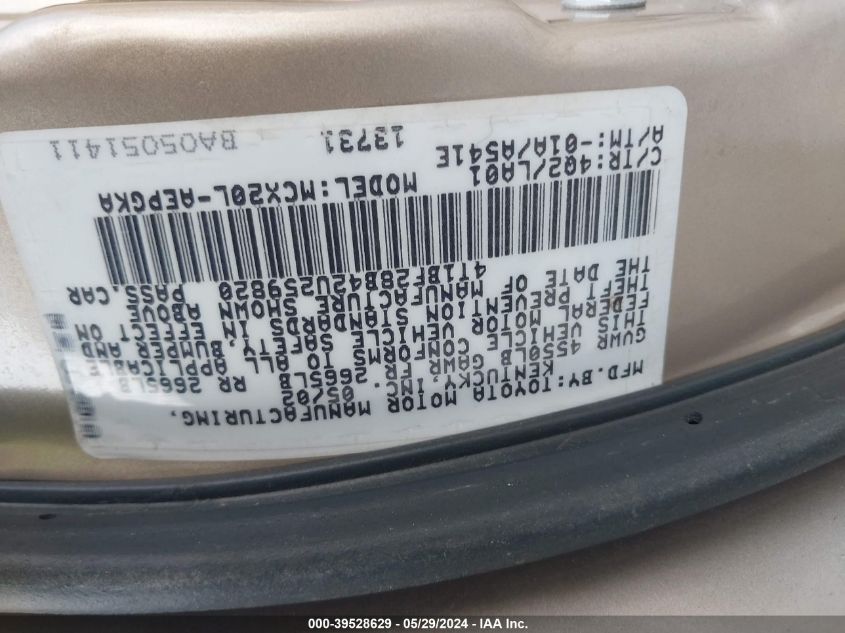 MFD. BY: TOYOTA MOTOR MANUFACTURING,
KENTUCKY, INC. 05/02
GVWR 4550LB GAWR FR. 2665LB RR 2665LB
THIS VEHICLE CONFORMS TO ALL APPLICABLE
FEDERAL MOTOR VEHICLE SAFETY, BUMPER, AND
THEFT PREVENTION STANDARDS IN EFFECT ON
THE DATE OF MANUFACTURE SHOWN ABOVE.
4T1BF28B42U259820 PASS. CAR
C/TR:4Q2/LA01 MODEL:MCX20L-AEPGKA
A/TM:-01A/A541E
13731 BA05051411
000-39528629 / 05/29/2024 - IAA Inc.